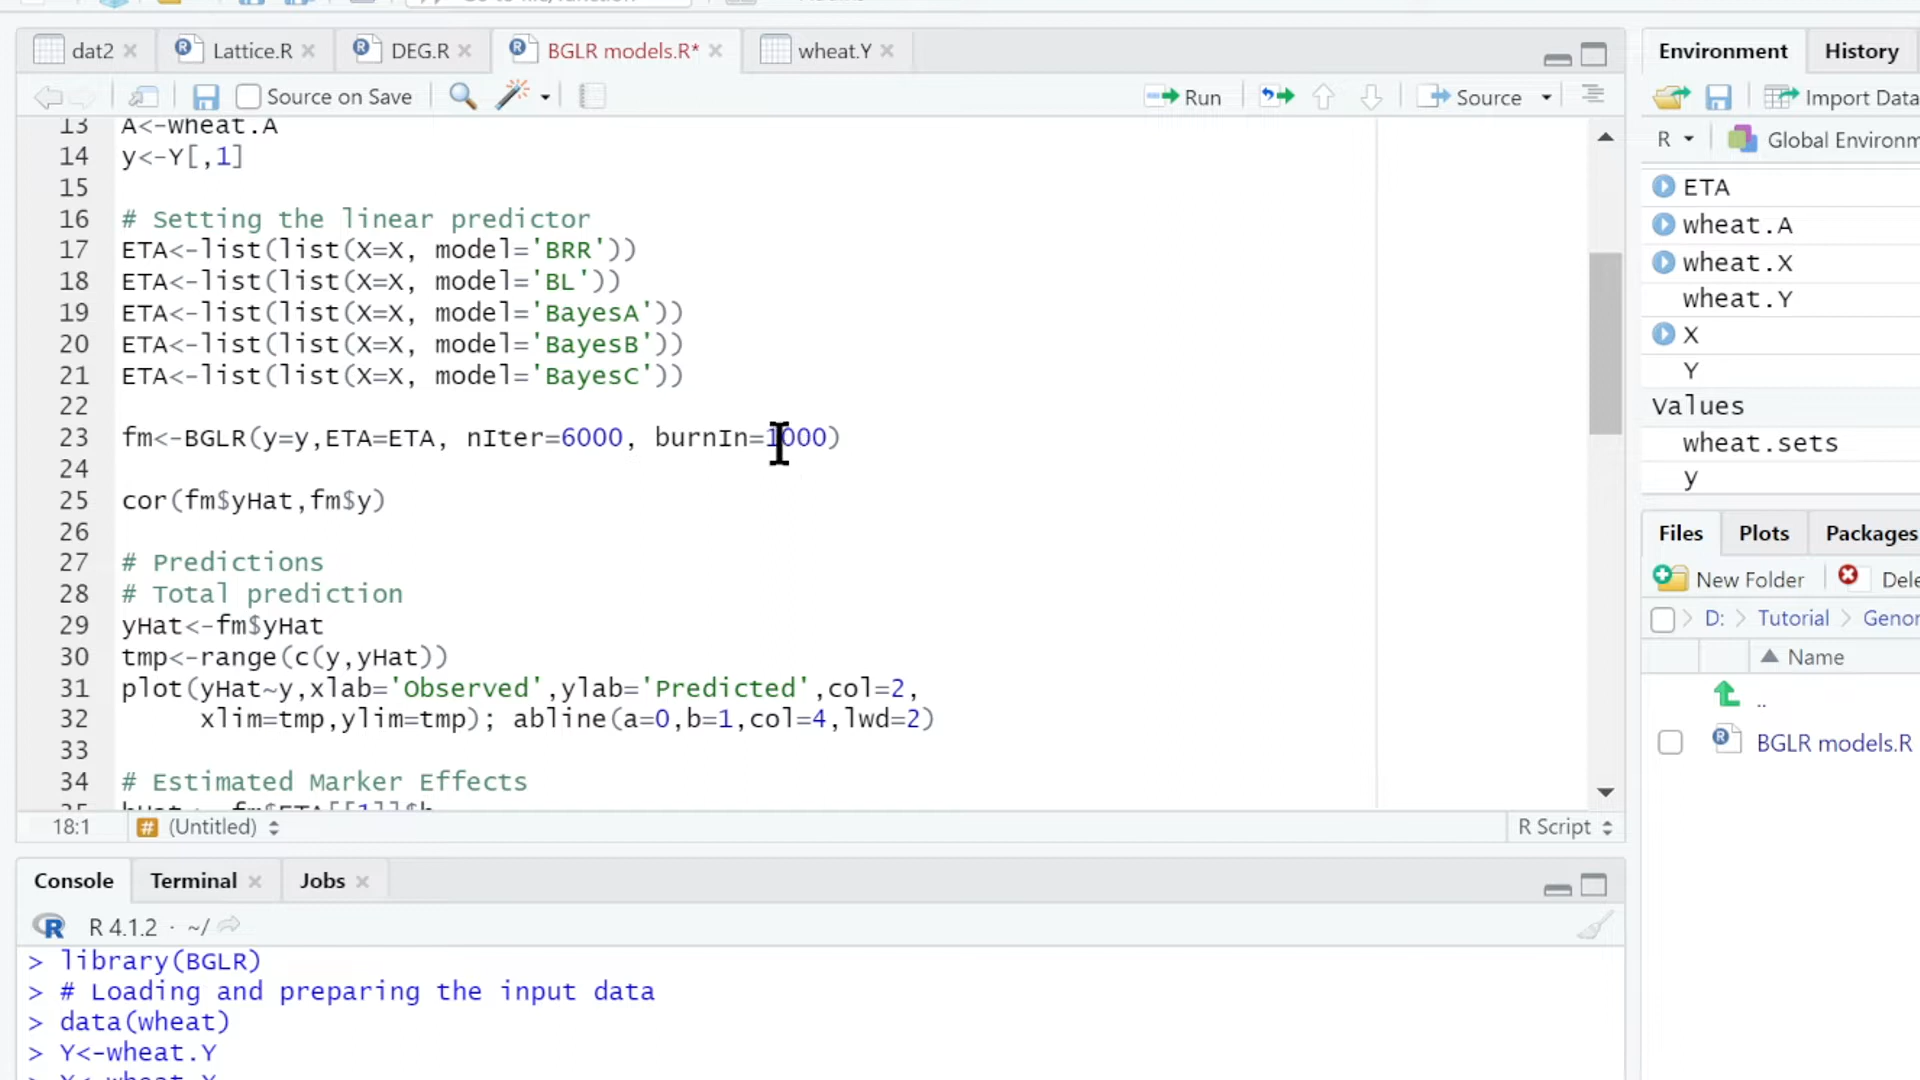 dat2
Lattice.R
DEG.R
BGLR models.R*
wheat.Y
Source on Save
Run
Source
13 A<-wheat.A
14 y<-Y[,1]
15
16 # Setting the linear predictor
17 ETA<-list(list(X=X, model='BRR'))
18 ETA<-list(list(X=X, model='BL'))
19 ETA<-list(list(X=X, model='BayesA'))
20 ETA<-list(list(X=X, model='BayesB'))
21 ETA<-list(list(X=X, model='BayesC'))
22
23 fm<-BGLR(y=y,ETA=ETA, nIter=6000, burnIn=1000)
24
25 cor(fm$yHat,fm$y)
26
27 # Predictions
28 # Total prediction
29 yHat<-fm$yHat
30 tmp<-range(c(y,yHat))
31 plot(yHat~y,xlab='Observed',ylab='Predicted',col=2,
32 xlim=tmp,ylim=tmp); abline(a=0,b=1,col=4,lwd=2)
33
34 # Estimated Marker Effects
18:1
# (Untitled)
R Script
Console
Terminal
Jobs
R 4.1.2 · ~/
> library(BGLR)
> # Loading and preparing the input data
> data(wheat)
> Y<-wheat.Y
Environment
History
Import Data
R
Global Environm
ETA
wheat.A
wheat.X
wheat.Y
X
Y
Values
wheat.sets
y
Files
Plots
Packages
New Folder
Dele
D:
Tutorial
Genor
Name
..
BGLR models.R